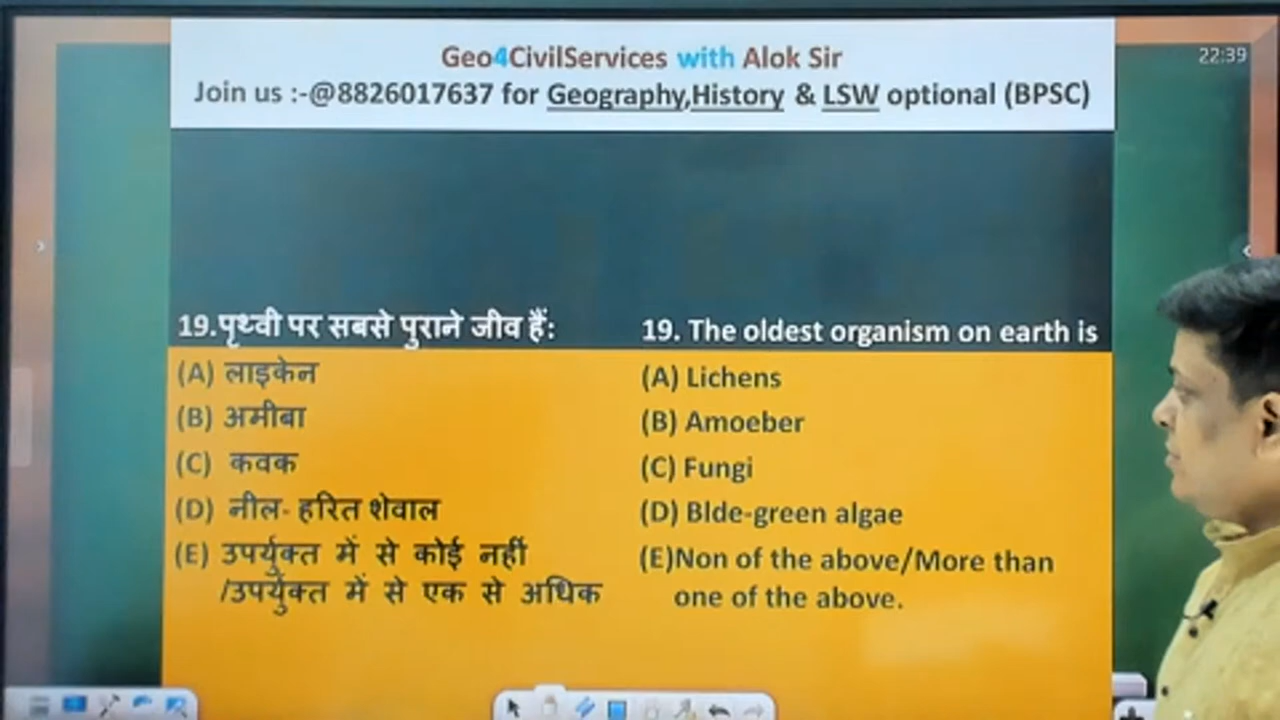 Geo4CivilServices with Alok Sir
Join us :-@8826017637 for Geography,History & LSW optional (BPSC)
22:39
19.पृथ्वी पर सबसे पुराने जीव हैं:
(A) लाइकेन
(B) अमीबा
(C) कवक
(D) नील- हरित शेवाल
(E) उपर्युक्त में से कोई नहीं
/उपर्युक्त में से एक से अधिक
19. The oldest organism on earth is
(A) Lichens
(B) Amoeber
(C) Fungi
(D) Blde-green algae
(E)Non of the above/More than
one of the above.